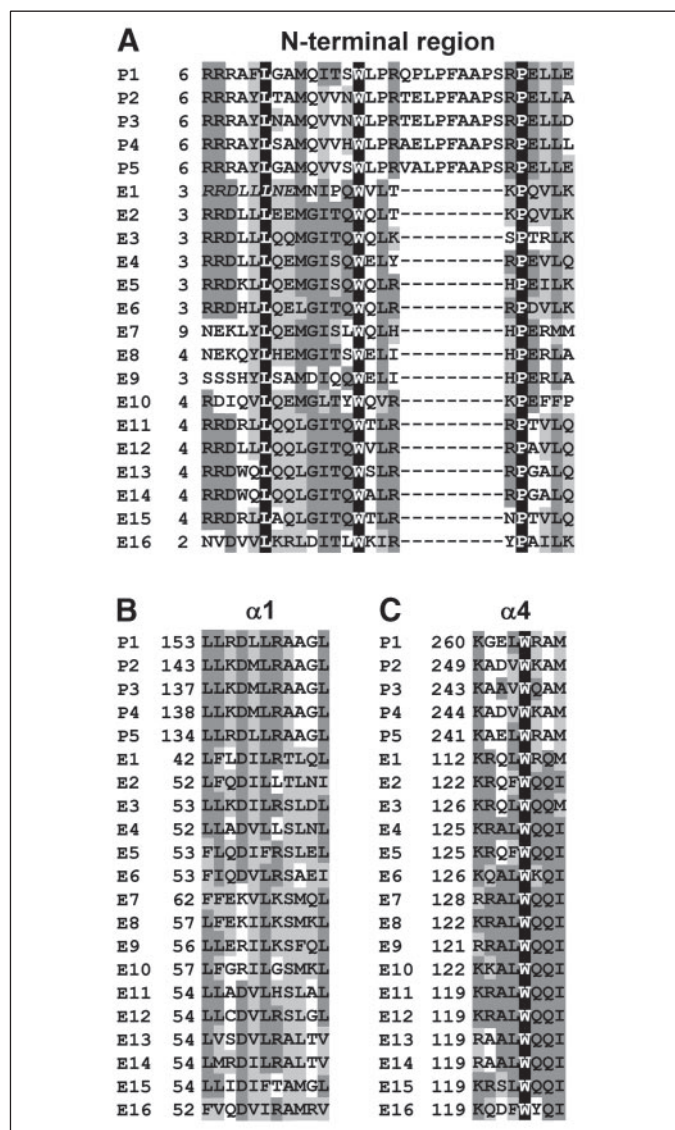 A N-terminal region
P1 6 RRRAFLGAMQITSWLPRQPLPFAAPSRPELLE
P2 6 RRRAYLTAMQVVNWLPRTELPFAAPSRPELLA
P3 6 RRRAYLNAMQVVHWLPRTELPFAAPSRPELLD
P4 6 RRRAYLSAMQVVHWLPRAELPFAAPSRPELLL
P5 6 RRRAYLGAMQVVSWLPRVALPFAAPSRPELLE
E1 3 RRDLLLNEMNIPQWVLT---------KPQVLK
E2 3 RRDLLLEEMGITQWQLT---------KPQVLK
E3 3 RRDLLLQQMGITQWQLK---------SPTRLK
E4 3 RRDLLLQEMGISQWELY---------RPEVLQ
E5 3 RRDKLLQEMGISQWQLR---------HPEILK
E6 3 RRDHLLQELGITQWQLR---------RPDVLK
E7 9 NEKLYLQEMGISLWQLH---------HPERMM
E8 4 NEKQYLHEMGITSWELI---------HPERLA
E9 3 SSSHYLSAMDIQQWELI---------HPERLA
E10 4 RDIQVLQEMGLTYWQVR---------KPEFFP
E11 4 RRDRLLQQLGITQWTLR---------RPTVLQ
E12 4 RRDLLLQQLGITQWVLR---------RPAVLQ
E13 4 RRDWQLQQLGITQWSLR---------RPGALQ
E14 4 RRDWQLQQLGITQWALR---------RPGALQ
E15 4 RRDRLLAQLGITQWTLR---------NPTVLQ
E16 2 NVDVVLKRLDITLWKIR---------YPAILK
B α1
P1 153 LLRDLLRAAGL
P2 143 LLKDMLRAAGL
P3 137 LLKDMLRAAGL
P4 138 LLKDMLRAAGL
P5 134 LLRDLLRAAGL
E1 42 LFLDILRTLQL
E2 52 LFQDILLTLNI
E3 53 LLKDILRSLDL
E4 52 LLADVLLSLNL
E5 53 FLQDIFRSLEL
E6 53 FIQDVLRSAEI
E7 62 FFEKVLKSMQL
E8 57 LFEKILKSMKL
E9 56 LLERILKSFQL
E10 57 LFGRILGSMKL
E11 54 LLADVLHSLAL
E12 54 LLCDVLRSLGL
E13 54 LVSDVLRALTV
E14 54 LMRDILRALTV
E15 54 LLIDIFTAMGL
E16 52 FVQDVIRAMRV
C α4
P1 260 KGELWRAM
P2 249 KADVWKAM
P3 243 KAAVWQAM
P4 244 KADVWKAM
P5 241 KAELWRAM
E1 112 KRQLWRQM
E2 122 KRQFWQQI
E3 126 KRQLWQQM
E4 125 KRALWQQI
E5 125 KRQFWQQI
E6 126 KQALWKQI
E7 128 RRALWQQI
E8 122 KRALWQQI
E9 121 RRALWQQI
E10 122 KKALWQQI
E11 119 KRALWQQI
E12 119 KRALWQQI
E13 119 RAALWQQI
E14 119 RAALWQQI
E15 119 KRSLWQQI
E16 119 KQDFWYQI